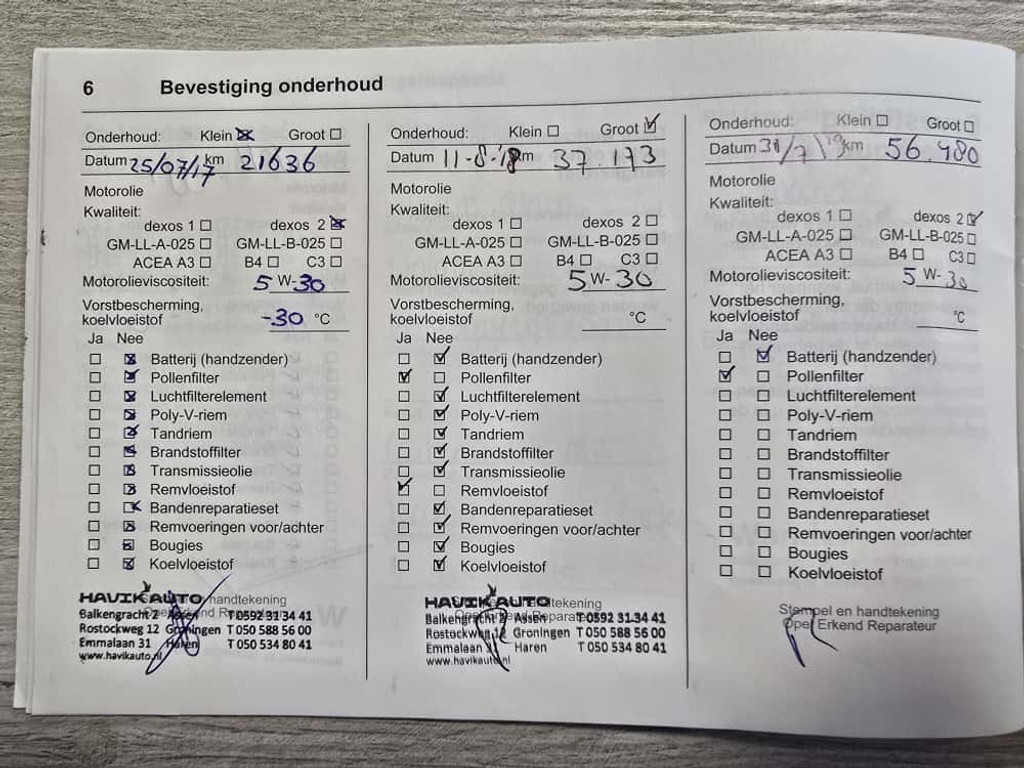 6 Bevestiging onderhoud
Onderhoud: Klein ☒ Groot ☐
Datum 25/07/17 km 21636
Motorolie
Kwaliteit:
dexos 1 ☐ dexos 2 ☒
GM-LL-A-025 ☐ GM-LL-B-025 ☐
ACEA A3 ☐ B4 ☐ C3 ☐
Motorolieviscositeit: 5 W-30
Vorstbescherming,
koelvloeistof -30 °C
Ja Nee
☐ ☒ Batterij (handzender)
☐ ☒ Pollenfilter
☐ ☒ Luchtfilterelement
☐ ☒ Poly-V-riem
☐ ☒ Tandriem
☐ ☒ Brandstoffilter
☐ ☒ Transmissieolie
☐ ☒ Remvloeistof
☐ ☒ Bandenreparatieset
☐ ☒ Remvoeringen voor/achter
☐ ☒ Bougies
☐ ☒ Koelvloeistof
HAVIK AUTO handtekening
Balkengracht 2 Assen T 0592 31 34 41
Rostockweg 12 Groningen T 050 588 56 00
Emmalaan 31 Haren T 050 534 80 41
www.havikauto.nl
Onderhoud: Klein ☐ Groot ☑
Datum 11-8-'18 km 37.173
Motorolie
Kwaliteit:
dexos 1 ☐ dexos 2 ☐
GM-LL-A-025 ☐ GM-LL-B-025 ☐
ACEA A3 ☐ B4 ☐ C3 ☐
Motorolieviscositeit: 5 W-30
Vorstbescherming,
koelvloeistof °C
Ja Nee
☐ ☑ Batterij (handzender)
☑ ☐ Pollenfilter
☐ ☑ Luchtfilterelement
☐ ☑ Poly-V-riem
☐ ☑ Tandriem
☐ ☑ Brandstoffilter
☐ ☑ Transmissieolie
☑ ☐ Remvloeistof
☐ ☑ Bandenreparatieset
☐ ☑ Remvoeringen voor/achter
☐ ☑ Bougies
☐ ☑ Koelvloeistof
HAVIK AUTO handtekening
Balkengracht 2 Assen T 0592 31 34 41
Rostockweg 12 Groningen T 050 588 56 00
Emmalaan 31 Haren T 050 534 80 41
www.havikauto.nl
Onderhoud: Klein ☐ Groot ☐
Datum 31/7/19 km 56.480
Motorolie
Kwaliteit:
dexos 1 ☐ dexos 2 ☑
GM-LL-A-025 ☐ GM-LL-B-025 ☐
ACEA A3 ☐ B4 ☐ C3 ☐
Motorolieviscositeit: 5 W-30
Vorstbescherming,
koelvloeistof °C
Ja Nee
☐ ☑ Batterij (handzender)
☑ ☐ Pollenfilter
☐ ☐ Luchtfilterelement
☐ ☐ Poly-V-riem
☐ ☐ Tandriem
☐ ☐ Brandstoffilter
☐ ☐ Transmissieolie
☐ ☐ Remvloeistof
☐ ☐ Bandenreparatieset
☐ ☐ Remvoeringen voor/achter
☐ ☐ Bougies
☐ ☐ Koelvloeistof
Stempel en handtekening
Opel Erkend Reparateur